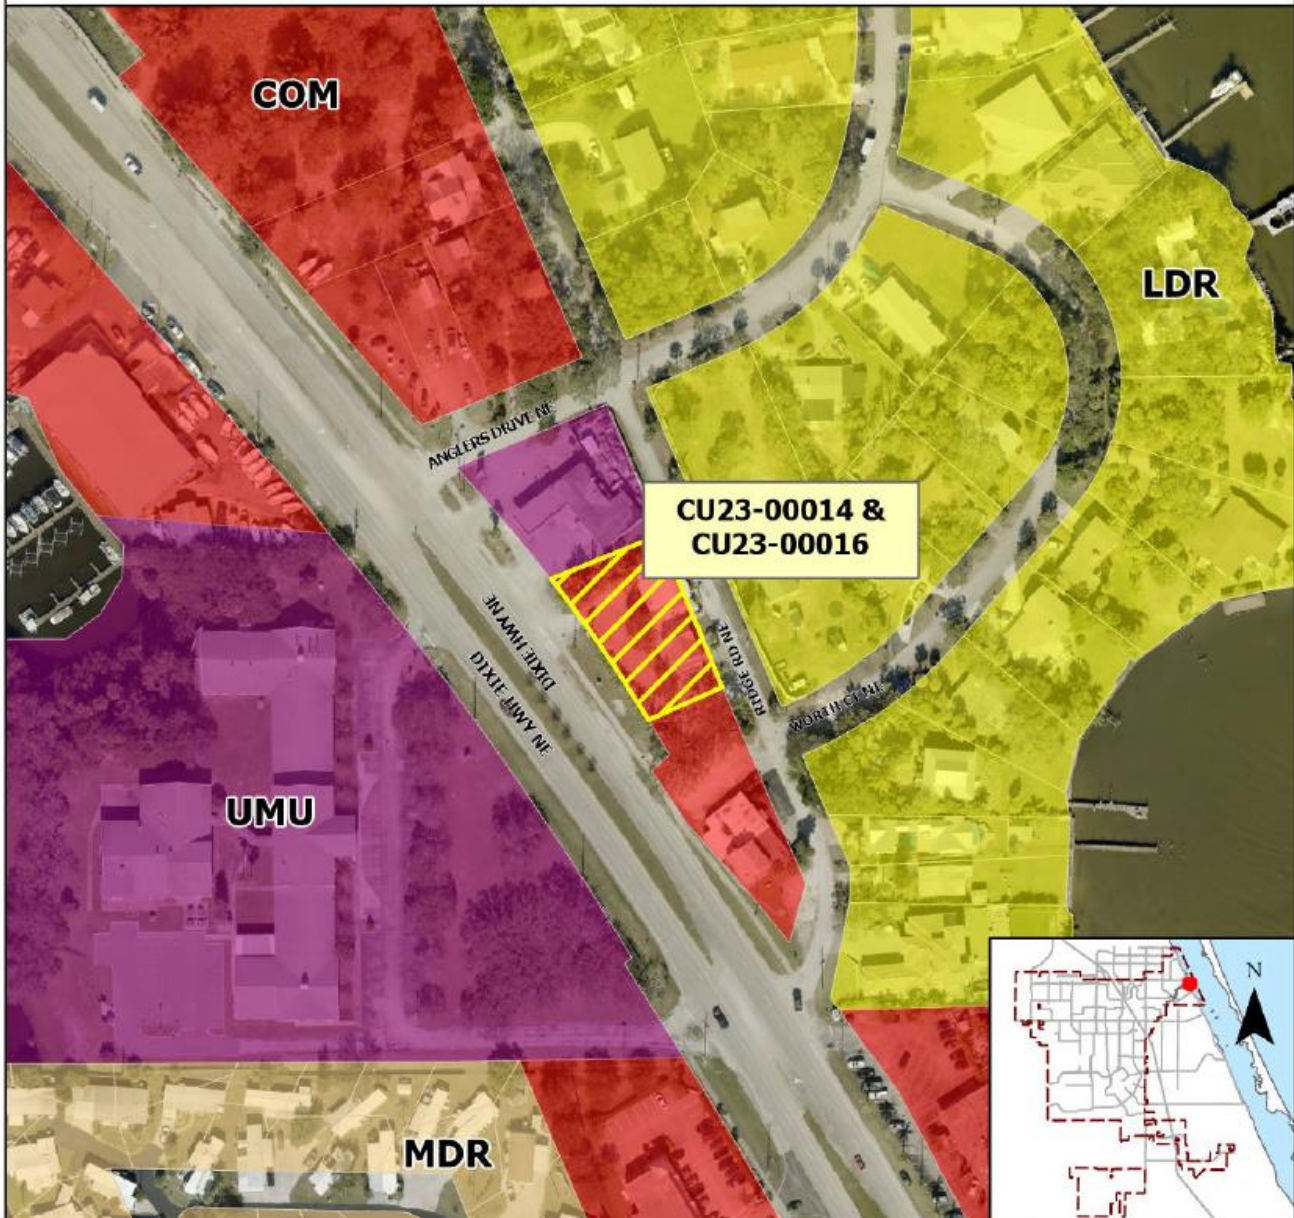 COM
LDR
ANGLERS DRIVE NE
CU23-00014 &
CU23-00016
DIXIE HWY NE
DIXIE HWY NE
RIDGE RD NE
WORTH CT NE
UMU
N
MDR